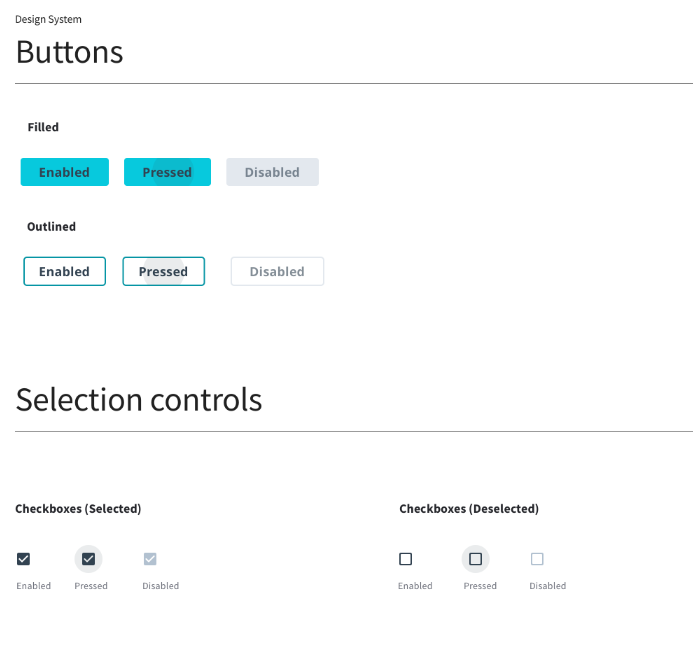 Design System
Buttons
Filled
Enabled Pressed Disabled
Outlined
Enabled Pressed Disabled
Selection controls
Checkboxes (Selected) Checkboxes (Deselected)
Enabled Pressed Disabled Enabled Pressed Disabled